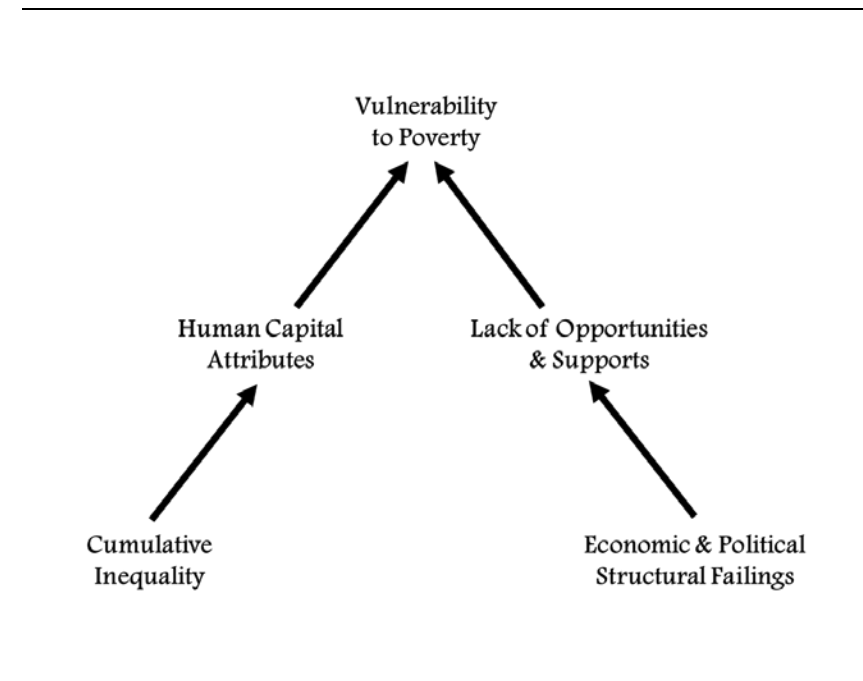 Vulnerability
to Poverty
Human Capital
Attributes
Lack of Opportunities
& Supports
Cumulative
Inequality
Economic & Political
Structural Failings